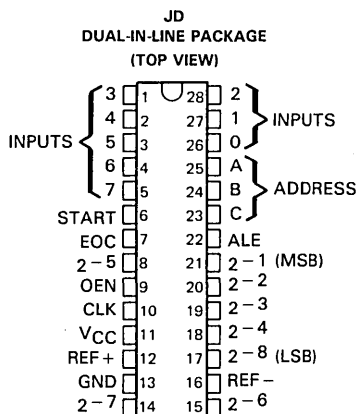 JD
DUAL-IN-LINE PACKAGE
(TOP VIEW)
3 1 28 2
4 2 27 1
INPUTS 5 3 26 0 INPUTS
6 4 25 A
7 5 24 B ADDRESS
START 6 23 C
EOC 7 22 ALE
2−5 8 21 2−1 (MSB)
OEN 9 20 2−2
CLK 10 19 2−3
VCC 11 18 2−4
REF+ 12 17 2−8 (LSB)
GND 13 16 REF−
2−7 14 15 2−6